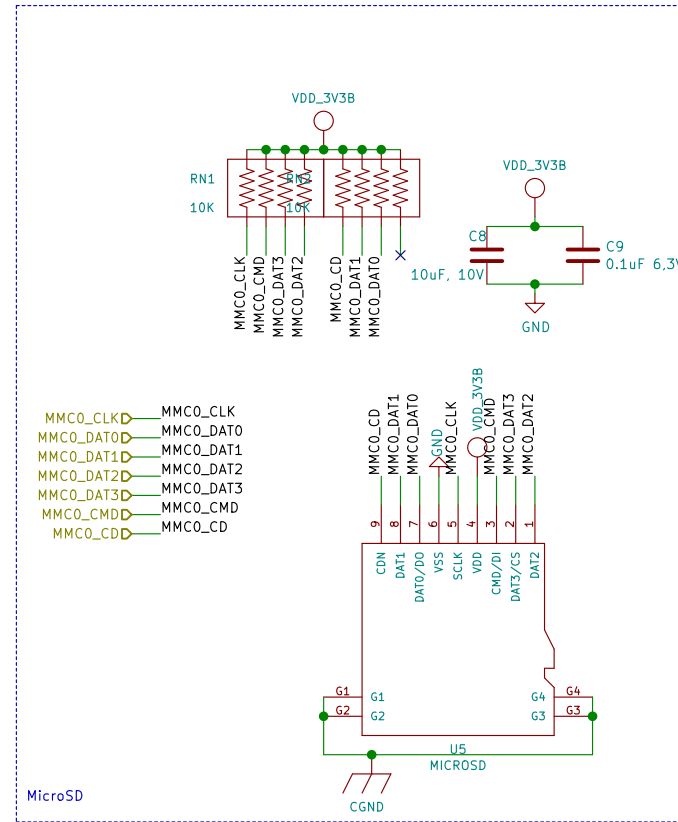 VDD_3V3B
RN1
RN2
10K
10K
MMC0_CLK
MMC0_CMD
MMC0_DAT3
MMC0_DAT2
MMC0_CD
MMC0_DAT1
MMC0_DAT0
VDD_3V3B
C8
10uF, 10V
C9
0.1uF 6,3V
GND
MMC0_CLK MMC0_CLK
MMC0_DAT0 MMC0_DAT0
MMC0_DAT1 MMC0_DAT1
MMC0_DAT2 MMC0_DAT2
MMC0_DAT3 MMC0_DAT3
MMC0_CMD MMC0_CMD
MMC0_CD MMC0_CD
MMC0_CD
MMC0_DAT1
MMC0_DAT0
GND
MMC0_CLK
VDD_3V3B
MMC0_CMD
MMC0_DAT3
MMC0_DAT2
9
8
7
6
5
4
3
2
1
CDN
DAT1
DAT0/DO
VSS
SCLK
VDD
CMD/DI
DAT3/CS
DAT2
G1 G1 G4 G4
G2 G2 G3 G3
U5
MICROSD
CGND
MicroSD